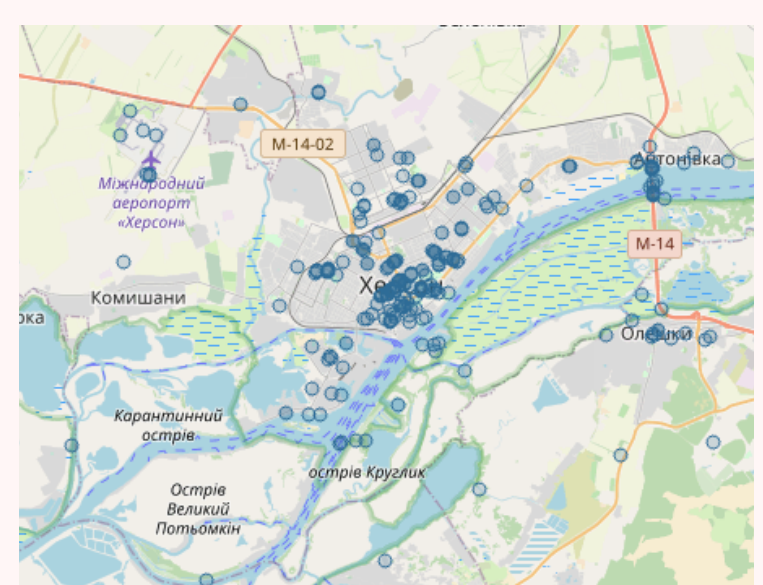 М-14-02
Антонівка
Міжнародний
аеропорт
«Херсон»
М-14
Комишани
Олешки
Карантинний
острів
острів Круглик
Острів
Великий
Потьомкін